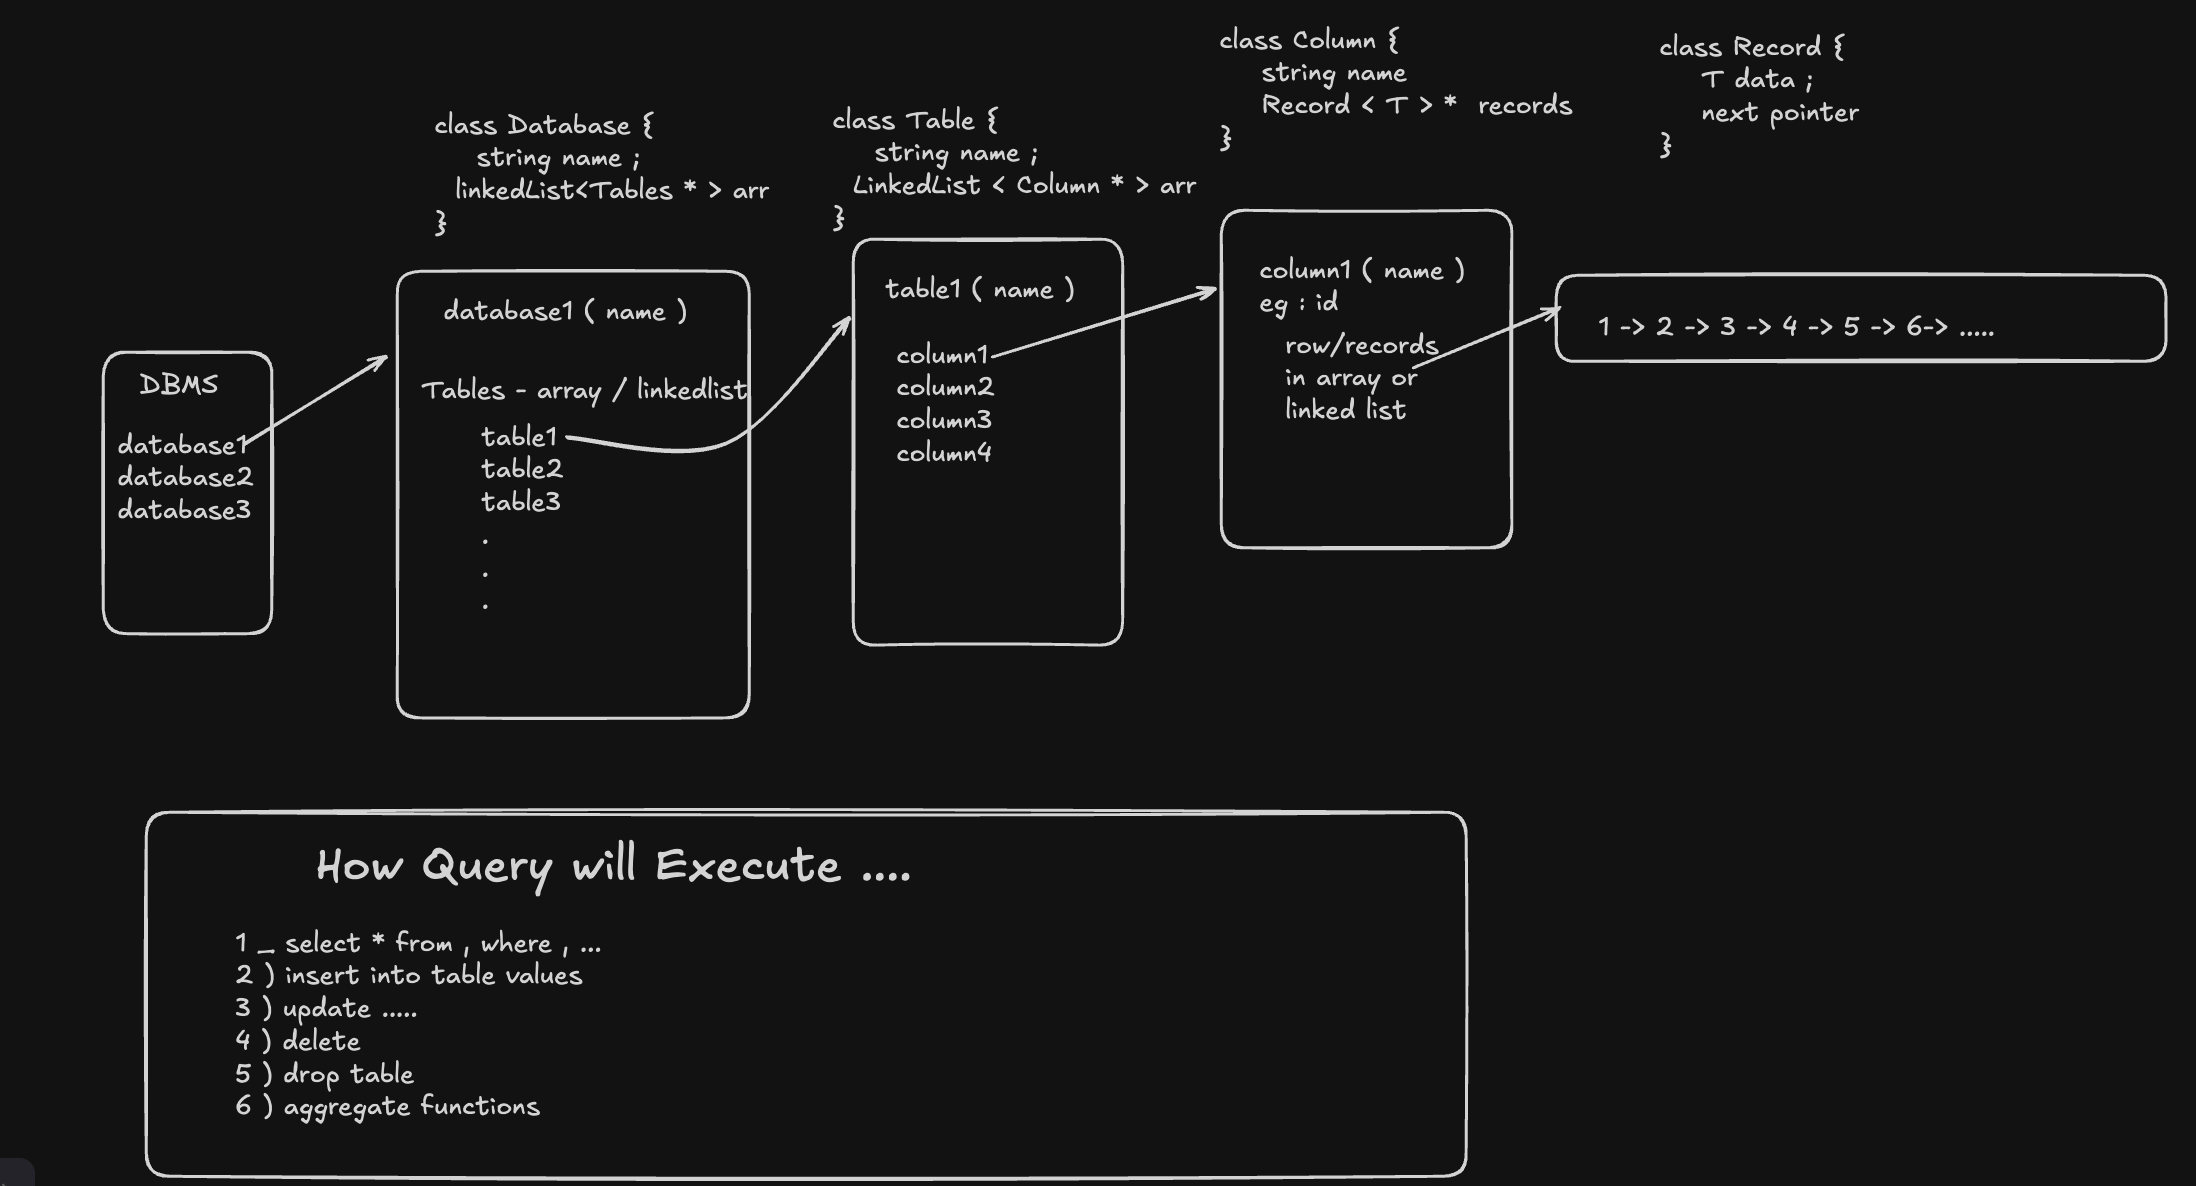 class Database {
string name ;
linkedList<Tables * > arr
}
class Table {
string name ;
LinkedList < Column * > arr
}
class Column {
string name
Record < T > * records
}
class Record {
T data ;
next pointer
}
DBMS
database1
database2
database3
database1 ( name )
Tables - array / linkedlist
table1
table2
table3
.
.
.
table1 ( name )
column1
column2
column3
column4
column1 ( name )
eg : id
row/records
in array or
linked list
1 -> 2 -> 3 -> 4 -> 5 -> 6-> .....
How Query will Execute ....
1 _ select * from , where , ...
2 ) insert into table values
3 ) update .....
4 ) delete
5 ) drop table
6 ) aggregate functions